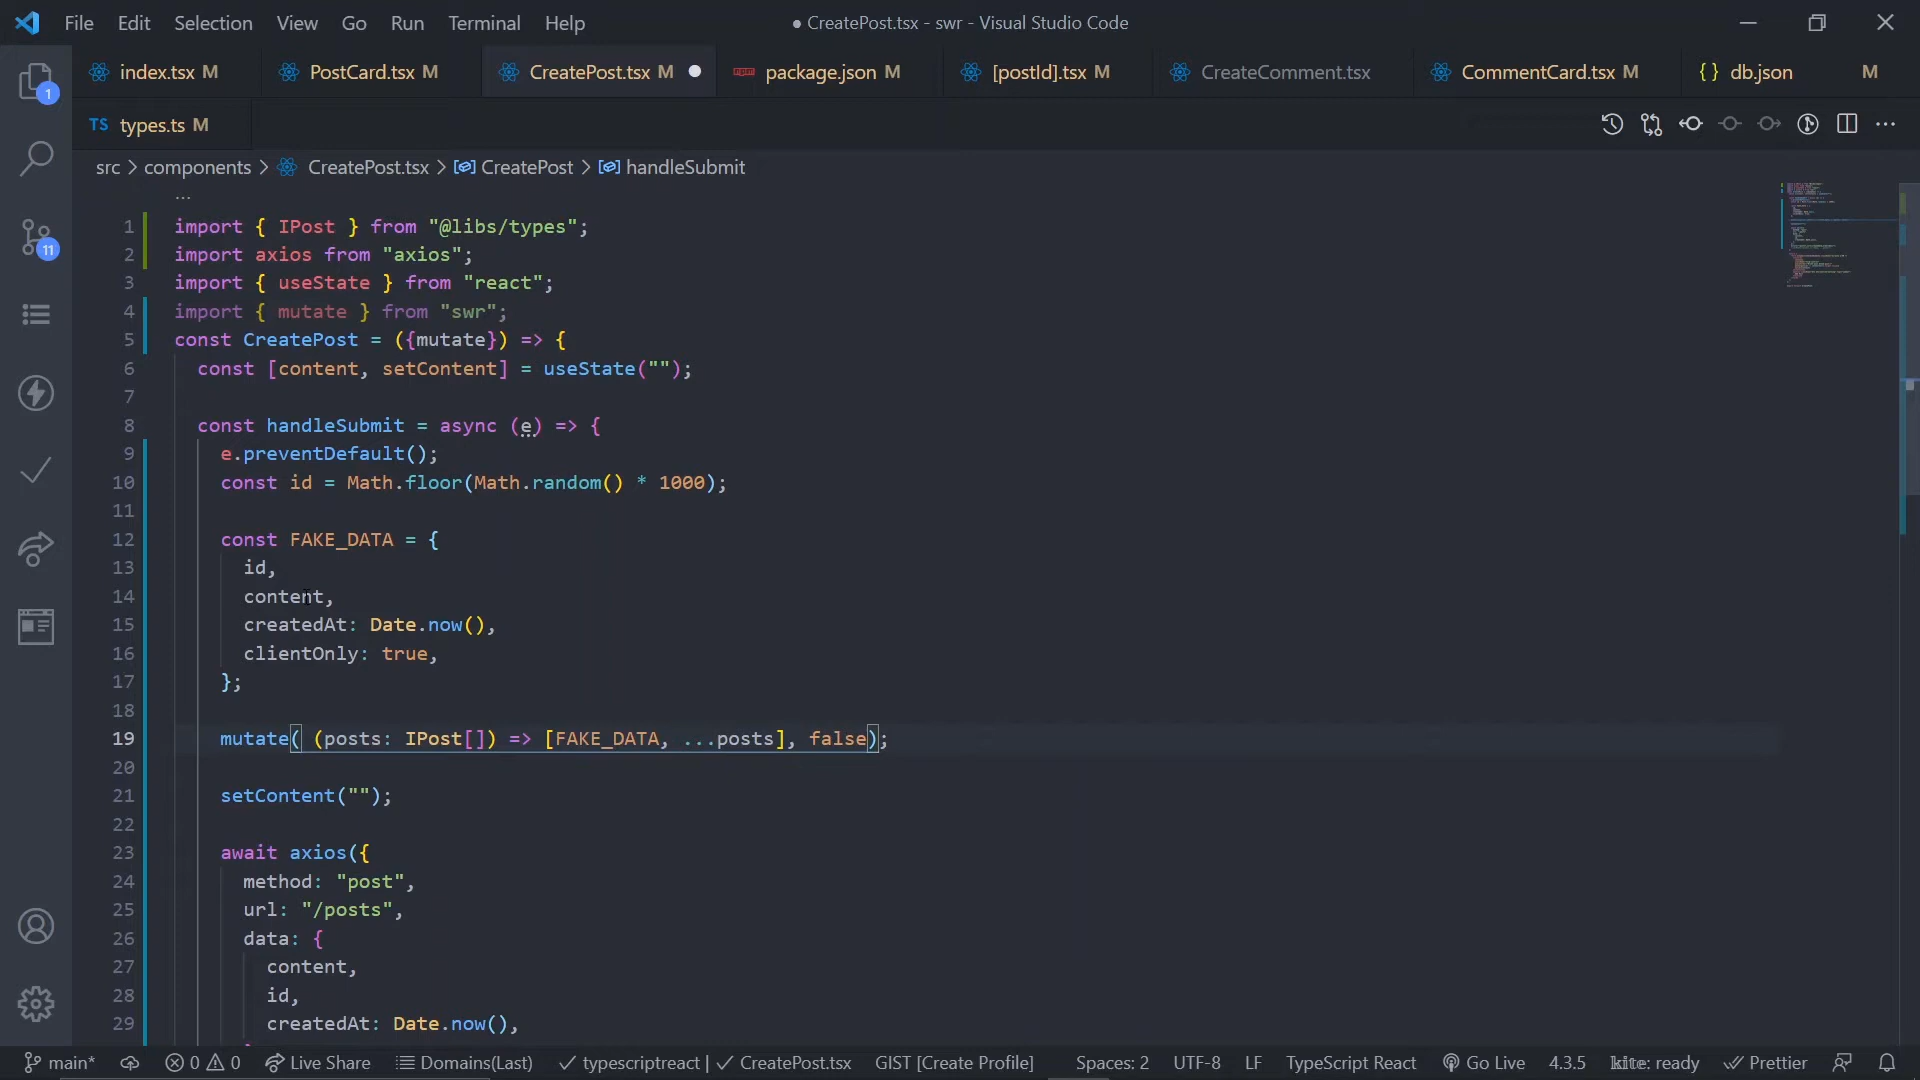 File Edit Selection View Go Run Terminal Help
● CreatePost.tsx - swr - Visual Studio Code
index.tsx M
PostCard.tsx M
CreatePost.tsx M
package.json M
[postId].tsx M
CreateComment.tsx
CommentCard.tsx M
{} db.json M
TS types.ts M
src > components > CreatePost.tsx > CreatePost > handleSubmit
1 import { IPost } from "@libs/types";
2 import axios from "axios";
3 import { useState } from "react";
4 import { mutate } from "swr";
5 const CreatePost = ({mutate}) => {
6 const [content, setContent] = useState("");
7
8 const handleSubmit = async (e) => {
9 e.preventDefault();
10 const id = Math.floor(Math.random() * 1000);
11
12 const FAKE_DATA = {
13 id,
14 content,
15 createdAt: Date.now(),
16 clientOnly: true,
17 };
18
19 mutate( (posts: IPost[]) => [FAKE_DATA, ...posts], false);
20
21 setContent("");
22
23 await axios({
24 method: "post",
25 url: "/posts",
26 data: {
27 content,
28 id,
29 createdAt: Date.now(),
1
11
main* 0 0 Live Share Domains(Last) typescriptreact | CreatePost.tsx GIST [Create Profile] Spaces: 2 UTF-8 LF TypeScript React Go Live 4.3.5 kite: ready Prettier